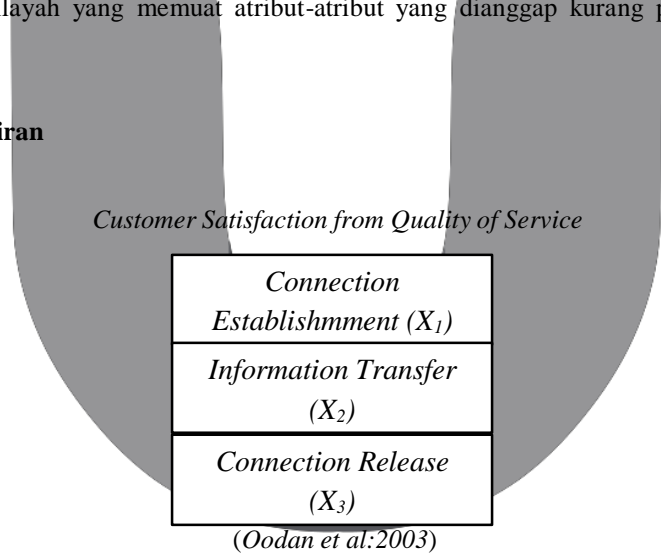 ilayah yang memuat atribut-atribut yang dianggap kurang p
iran
Customer Satisfaction from Quality of Service
Connection
Establishmment (X1)
Information Transfer
(X2)
Connection Release
(X3)
(Oodan et al:2003)